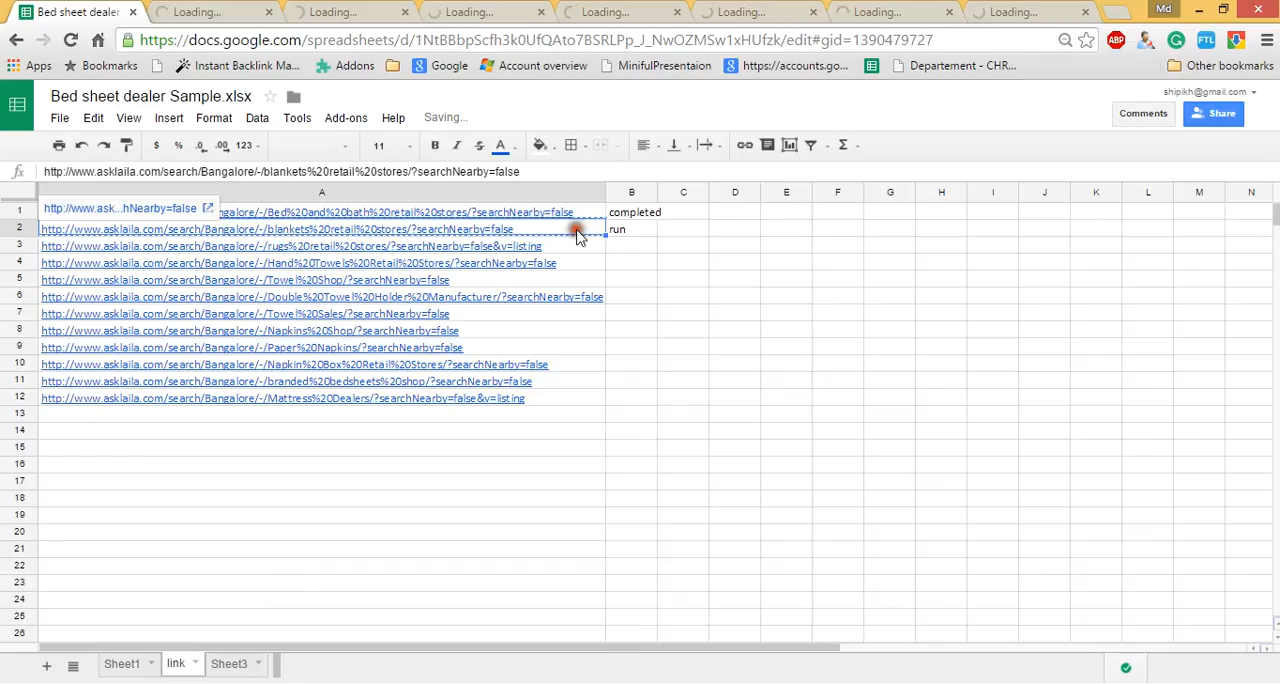 Bed sheet dealer
Loading...
Loading...
Loading...
Loading...
Loading...
Loading...
Loading...
Md
https://docs.google.com/spreadsheets/d/1NtBBbpScfh3k0UfQATo7BSRLPp_J_NwOZMSw1xHUfzk/edit#gid=1390479727
ABP
FTL
Apps
Bookmarks
Instant Backlink Ma...
Addons
Google
Account overview
MinifulPresentaion
https://accounts.go...
Departement - CHR...
Other bookmarks
Bed sheet dealer Sample.xlsx
shipikh@gmail.com
File Edit View Insert Format Data Tools Add-ons Help Saving...
Comments
Share
$ % .0 .00 123
11
B I S A Σ
fx http://www.asklaila.com/search/Bangalore/-/blankets%20retail%20stores/?searchNearby=false
A B C D E F G H I J K L M N
http://www.ask...hNearby=false
1 galore/-/Bed%20and%20bath%20retail%20stores/?searchNearby=false completed
2 http://www.asklaila.com/search/Bangalore/-/blankets%20retail%20stores/?searchNearby=false run
3 http://www.asklaila.com/search/Bangalore/-/rugs%20retail%20stores/?searchNearby=false&v=listing
4 http://www.asklaila.com/search/Bangalore/-/Hand%20Towels%20Retail%20Stores/?searchNearby=false
5 http://www.asklaila.com/search/Bangalore/-/Towel%20Shop/?searchNearby=false
6 http://www.asklaila.com/search/Bangalore/-/Double%20Towel%20Holder%20Manufacturer/?searchNearby=false
7 http://www.asklaila.com/search/Bangalore/-/Towel%20Sales/?searchNearby=false
8 http://www.asklaila.com/search/Bangalore/-/Napkins%20Shop/?searchNearby=false
9 http://www.asklaila.com/search/Bangalore/-/Paper%20Napkins/?searchNearby=false
10 http://www.asklaila.com/search/Bangalore/-/Napkin%20Box%20Retail%20Stores/?searchNearby=false
11 http://www.asklaila.com/search/Bangalore/-/branded%20bedsheets%20shop/?searchNearby=false
12 http://www.asklaila.com/search/Bangalore/-/Mattress%20Dealers/?searchNearby=false&v=listing
13
14
15
16
17
18
19
20
21
22
23
24
25
26
Sheet1 link Sheet3